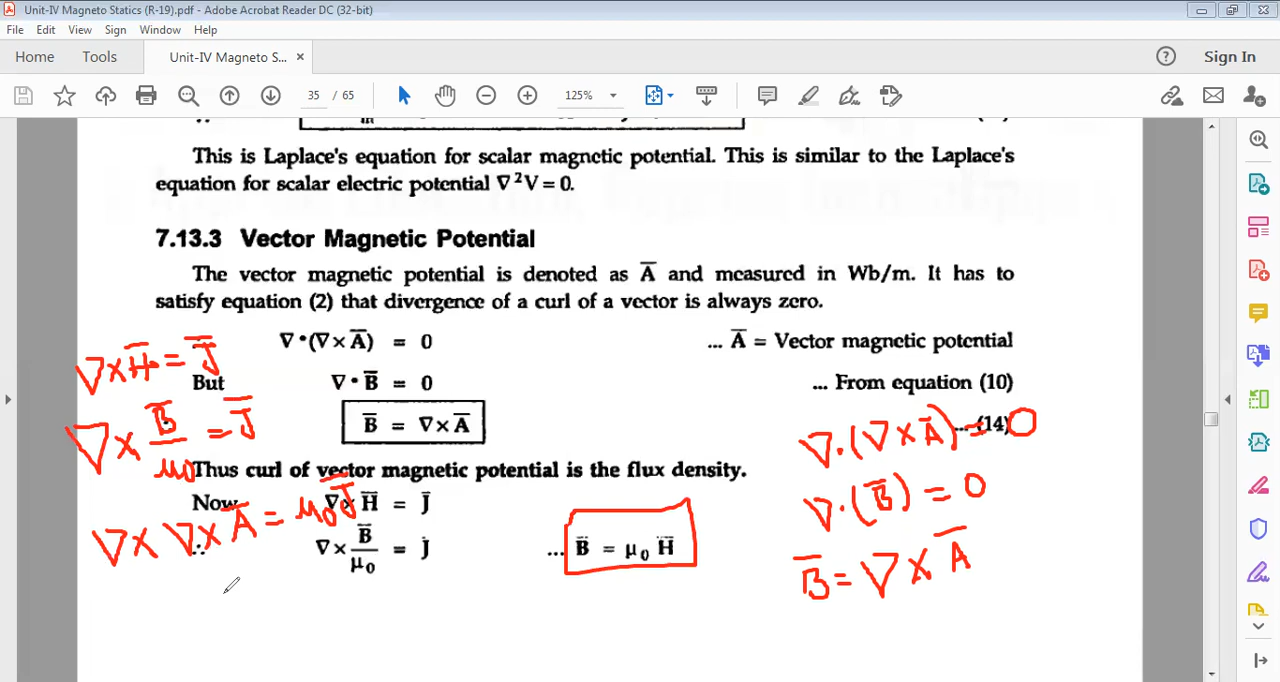 Unit-IV Magneto Statics (R-19).pdf - Adobe Acrobat Reader DC (32-bit)
File Edit View Sign Window Help
Home Tools Unit-IV Magneto S... × Sign In
35 / 65 125%
This is Laplace's equation for scalar magnetic potential. This is similar to the Laplace's
equation for scalar electric potential ∇²V = 0.
7.13.3 Vector Magnetic Potential
The vector magnetic potential is denoted as A̅ and measured in Wb/m. It has to
satisfy equation (2) that divergence of a curl of a vector is always zero.
∇•(∇×A̅) = 0 ... A̅ = Vector magnetic potential
∇×H̅ = J̅
But ∇•B̅ = 0 ... From equation (10)
B̅ = ∇×A̅ ... (14)
∇×B̅/μ0 = J̅
∇.(∇×A̅) = 0
Thus curl of vector magnetic potential is the flux density.
∇.(B̅) = 0
Now ∇×H̅ = J̅
∇×∇×A̅ = μ0J̅
∴ ∇×B̅/μ0 = J̅ ... B̅ = μ0 H̅
B̅ = ∇×A̅